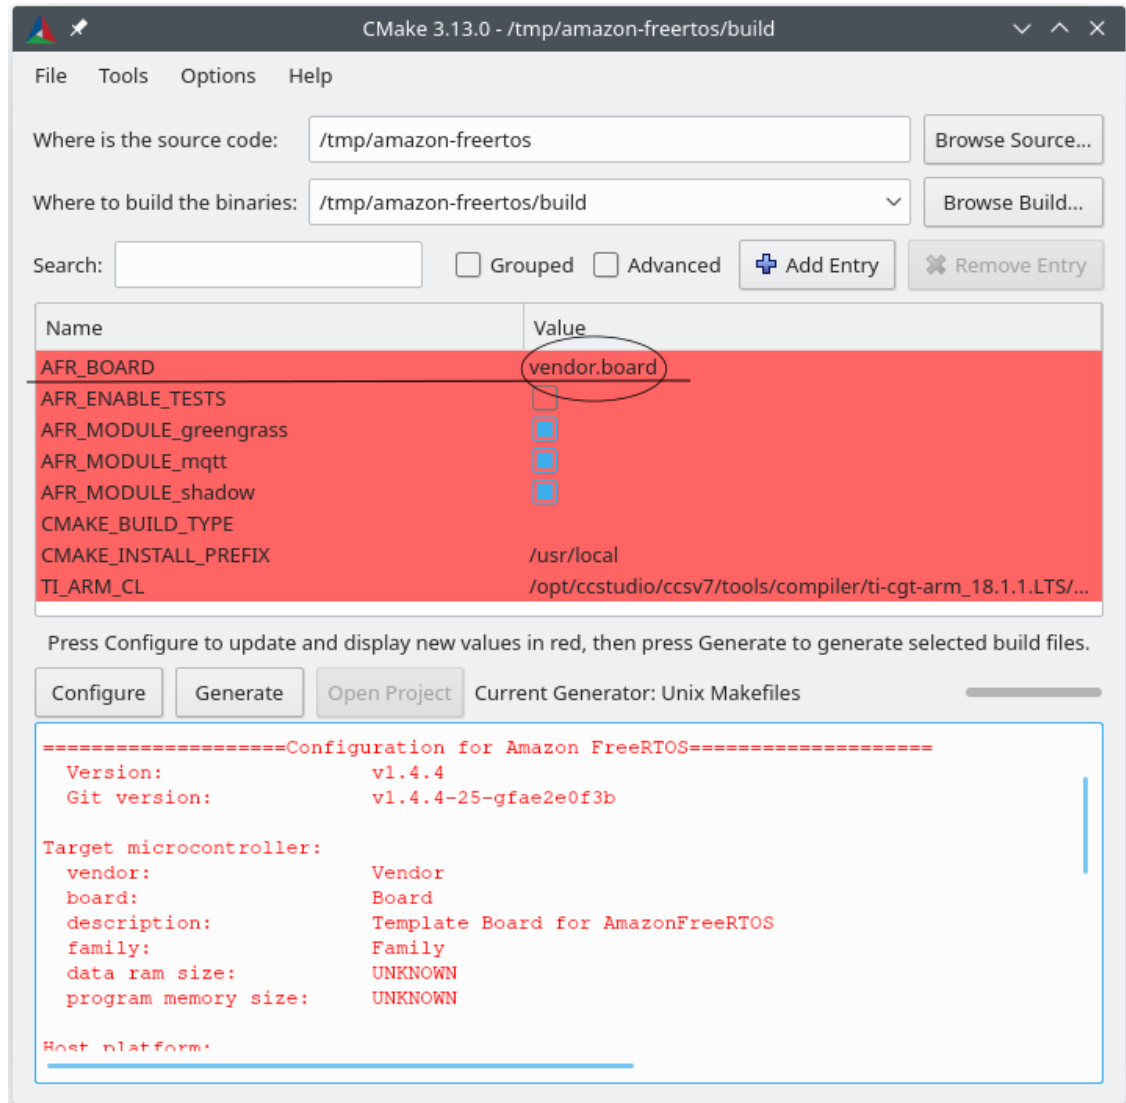 CMake 3.13.0 - /tmp/amazon-freertos/build
File Tools Options Help
Where is the source code: /tmp/amazon-freertos Browse Source...
Where to build the binaries: /tmp/amazon-freertos/build Browse Build...
Search: Grouped Advanced Add Entry Remove Entry
Name Value
AFR_BOARD vendor.board
AFR_ENABLE_TESTS
AFR_MODULE_greengrass
AFR_MODULE_mqtt
AFR_MODULE_shadow
CMAKE_BUILD_TYPE
CMAKE_INSTALL_PREFIX /usr/local
TI_ARM_CL /opt/ccstudio/ccsv7/tools/compiler/ti-cgt-arm_18.1.1.LTS/...
Press Configure to update and display new values in red, then press Generate to generate selected build files.
Configure Generate Open Project Current Generator: Unix Makefiles
====================Configuration for Amazon FreeRTOS====================
Version: v1.4.4
Git version: v1.4.4-25-gfae2e0f3b
Target microcontroller:
vendor: Vendor
board: Board
description: Template Board for AmazonFreeRTOS
family: Family
data ram size: UNKNOWN
program memory size: UNKNOWN
Host platform: